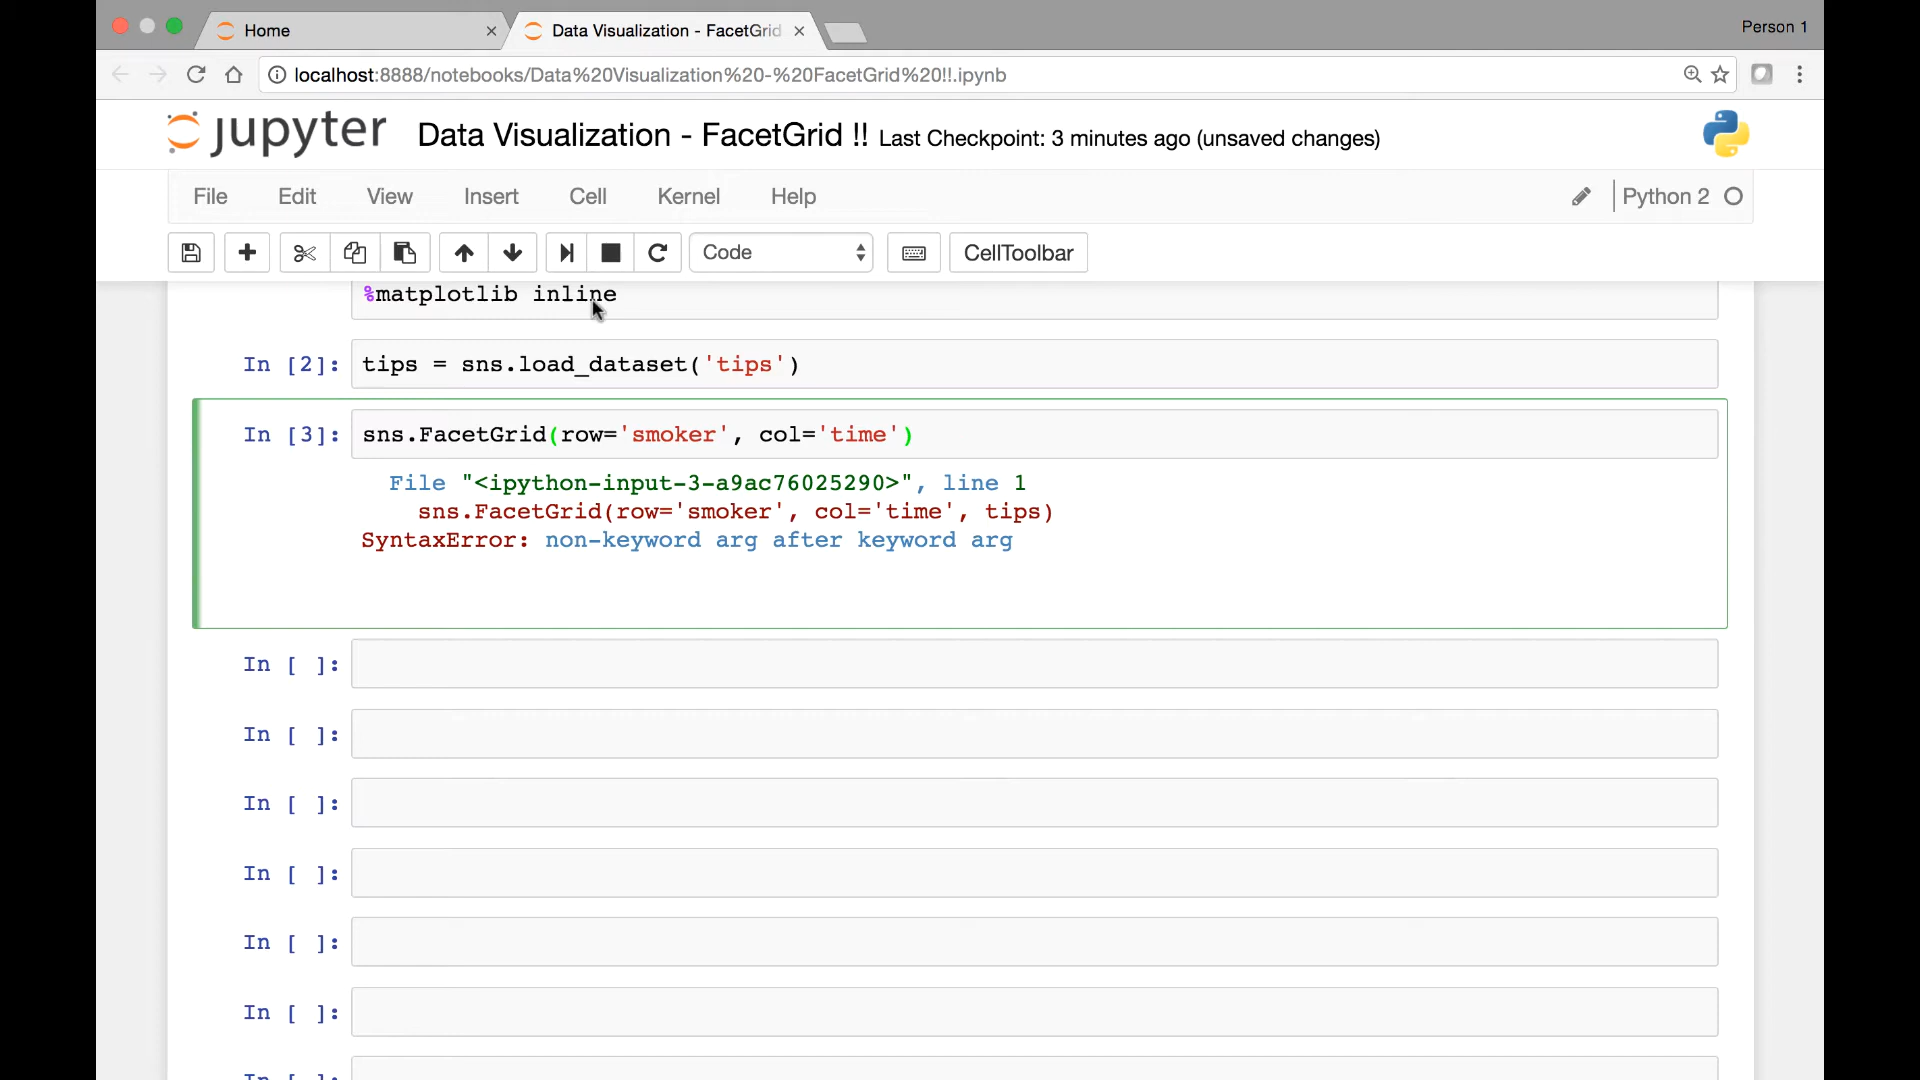 Home
Data Visualization - FacetGrid
Person 1
localhost:8888/notebooks/Data%20Visualization%20-%20FacetGrid%20!!.ipynb
jupyter
Data Visualization - FacetGrid !! Last Checkpoint: 3 minutes ago (unsaved changes)
File Edit View Insert Cell Kernel Help Python 2
Code CellToolbar
%matplotlib inline
In [2]: tips = sns.load_dataset('tips')
In [3]: sns.FacetGrid(row='smoker', col='time')
File "<ipython-input-3-a9ac76025290>", line 1
sns.FacetGrid(row='smoker', col='time', tips)
SyntaxError: non-keyword arg after keyword arg
In [ ]:
In [ ]:
In [ ]:
In [ ]:
In [ ]:
In [ ]:
In [ ]: